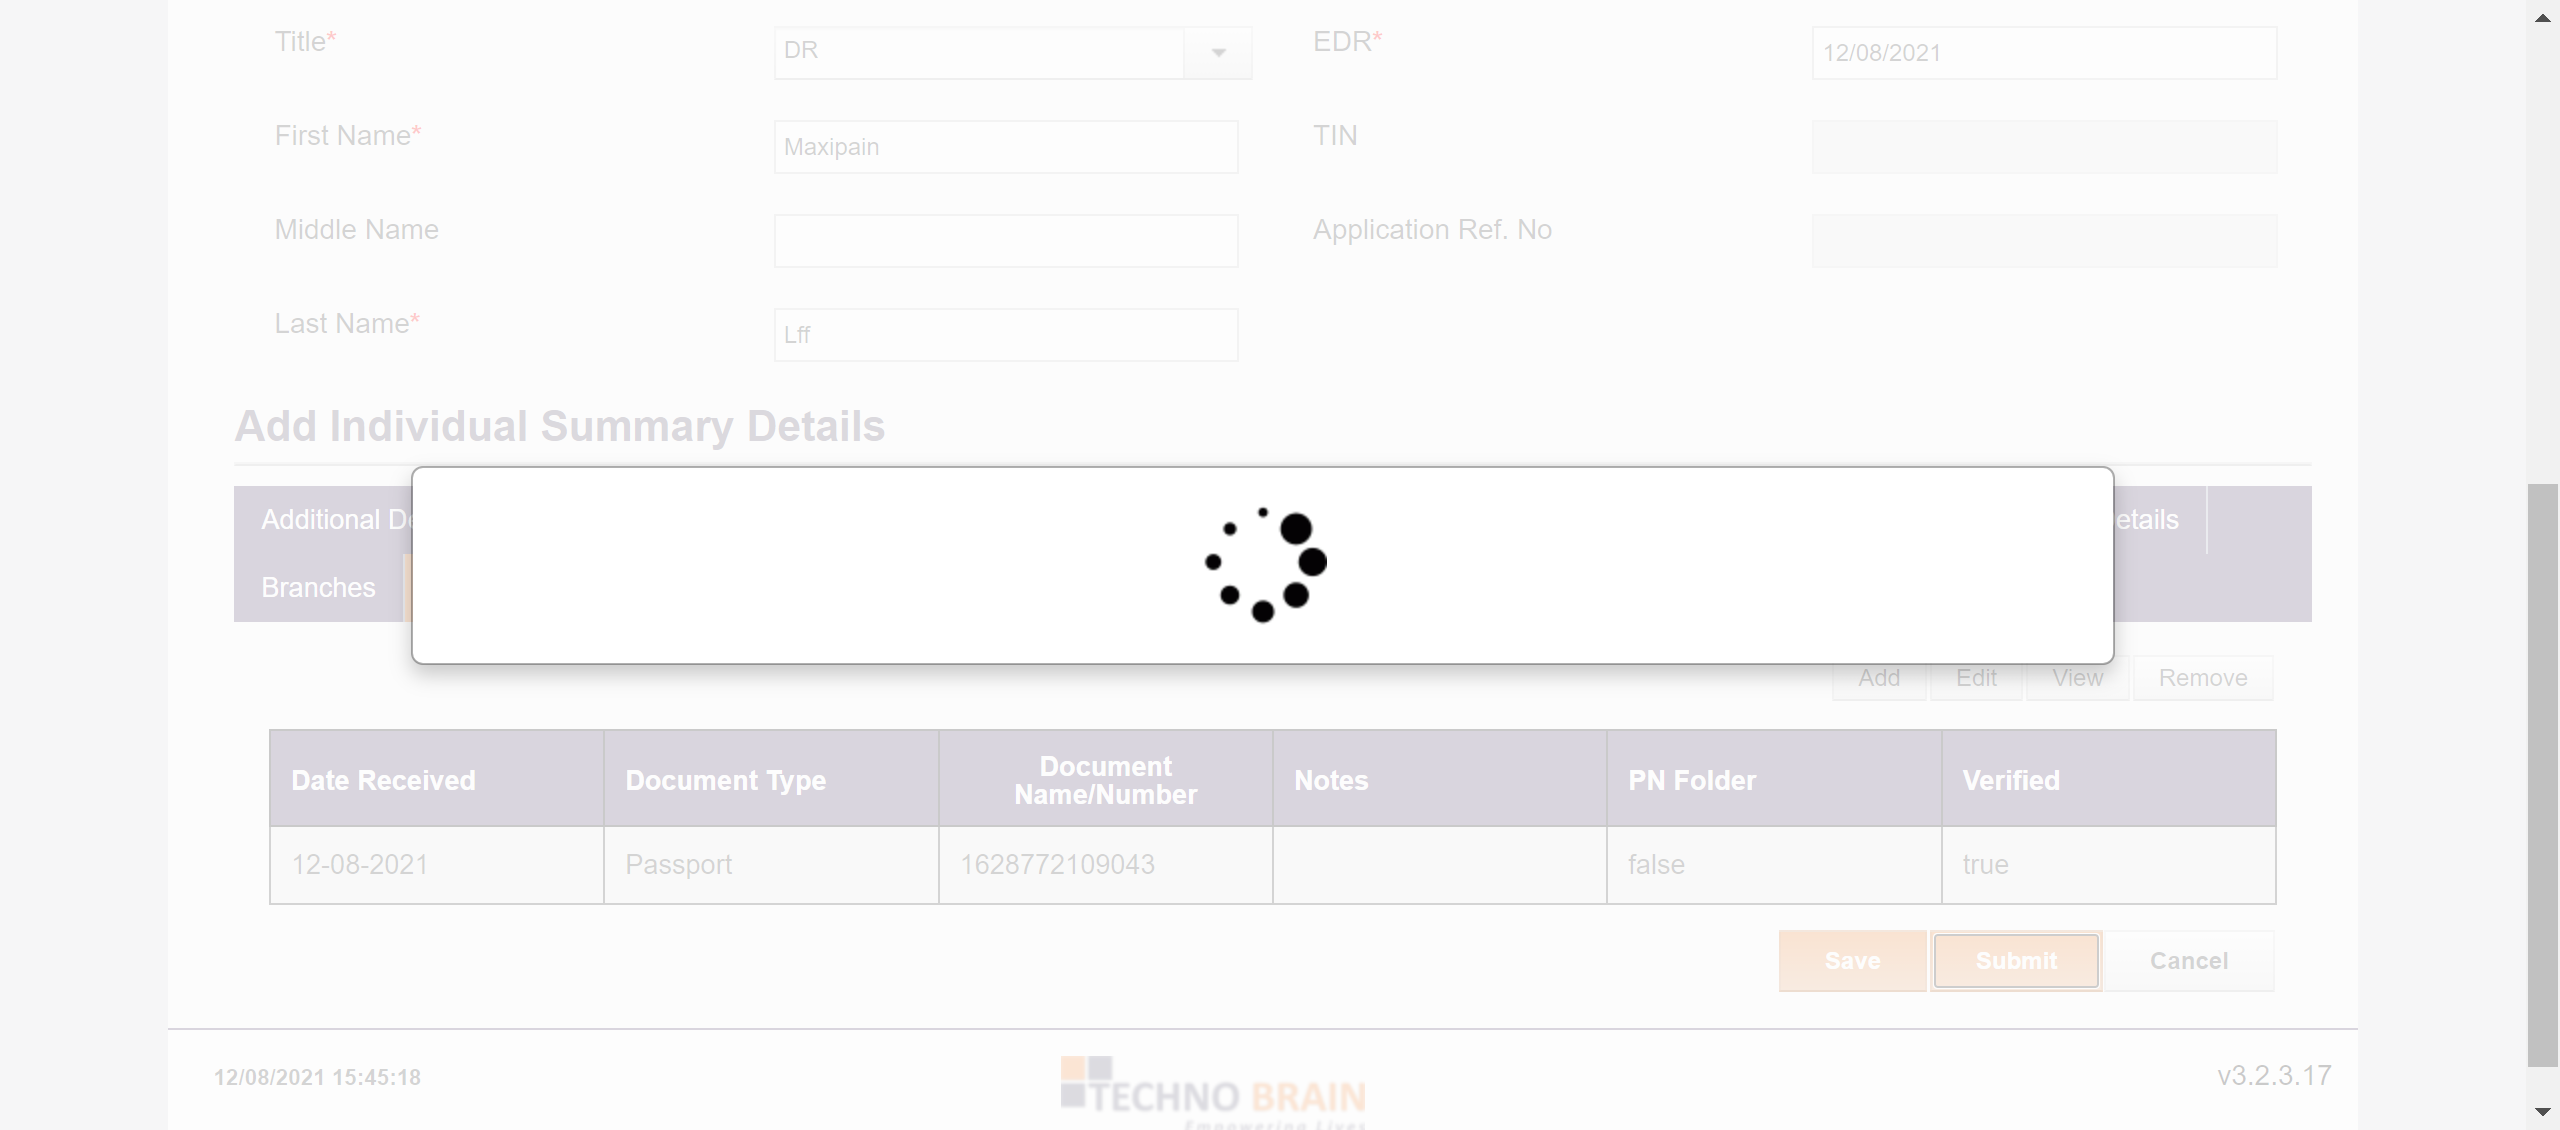 Title*
DR
EDR*
12/08/2021
First Name*
Maxipain
TIN
Middle Name
Application Ref. No
Last Name*
Lff
Add Individual Summary Details
Additional De
etails
Branches
Add
Edit
View
Remove
Date Received
Document Type
Document
Name/Number
Notes
PN Folder
Verified
12-08-2021
Passport
1628772109043
false
true
Save
Submit
Cancel
12/08/2021 15:45:18
TECHNO BRAIN
Empowering Lives
v3.2.3.17